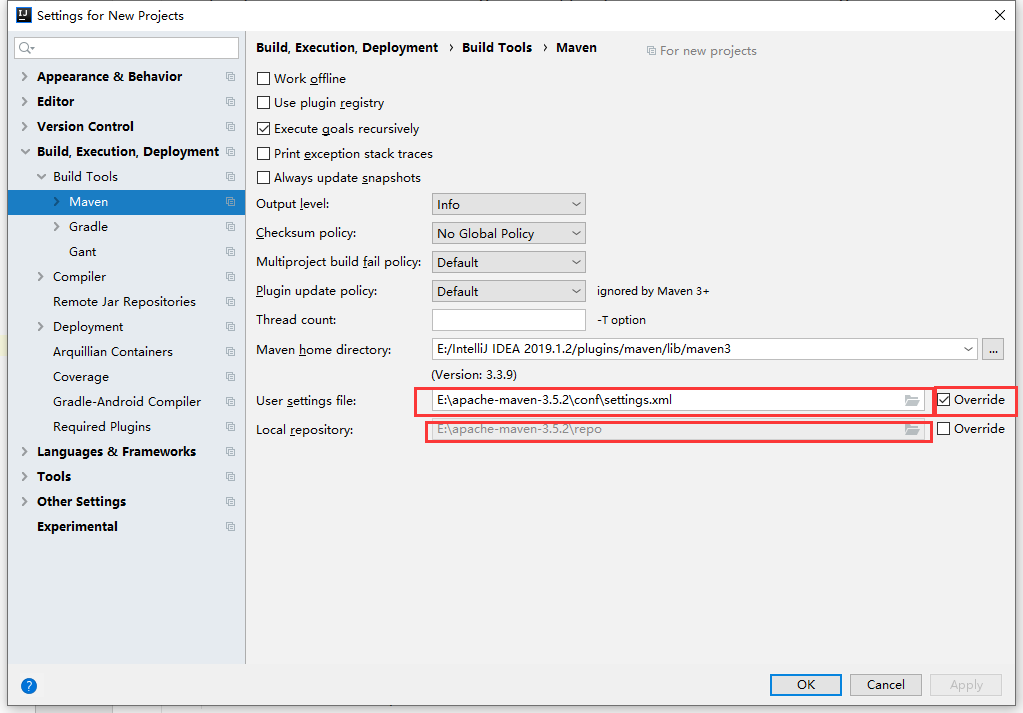 Settings for New Projects
Appearance & Behavior
Editor
Version Control
Build, Execution, Deployment
Build Tools
Maven
Gradle
Gant
Compiler
Remote Jar Repositories
Deployment
Arquillian Containers
Coverage
Gradle-Android Compiler
Required Plugins
Languages & Frameworks
Tools
Other Settings
Experimental
Build, Execution, Deployment › Build Tools › Maven For new projects
Work offline
Use plugin registry
Execute goals recursively
Print exception stack traces
Always update snapshots
Output level: Info
Checksum policy: No Global Policy
Multiproject build fail policy: Default
Plugin update policy: Default ignored by Maven 3+
Thread count: -T option
Maven home directory: E:/IntelliJ IDEA 2019.1.2/plugins/maven/lib/maven3 ...
(Version: 3.3.9)
User settings file: E:\apache-maven-3.5.2\conf\settings.xml Override
Local repository: E:\apache-maven-3.5.2\repo Override
? OK Cancel Apply